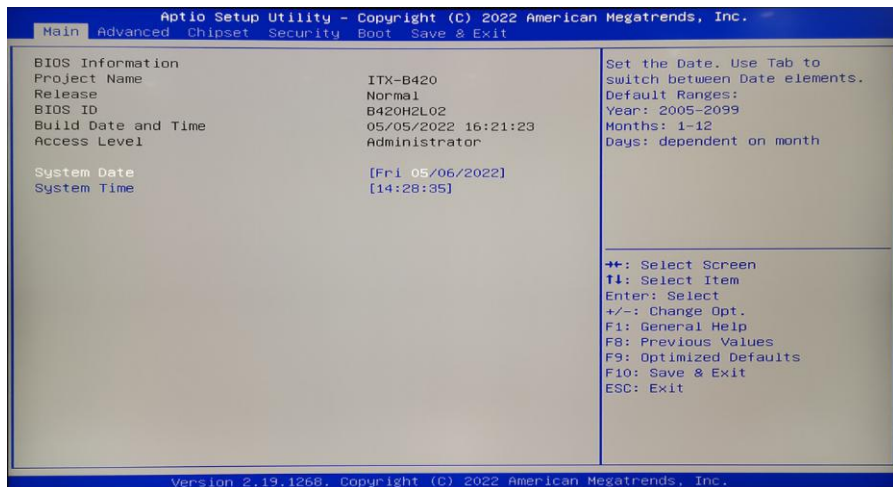 Aptio Setup Utility - Copyright (C) 2022 American Megatrends, Inc.
Main Advanced Chipset Security Boot Save & Exit
BIOS Information
Project Name ITX-B420
Release Normal
BIOS ID B420H2L02
Build Date and Time 05/05/2022 16:21:23
Access Level Administrator
System Date [Fri 05/06/2022]
System Time [14:28:35]
Set the Date. Use Tab to
switch between Date elements.
Default Ranges:
Year: 2005-2099
Months: 1-12
Days: dependent on month
→←: Select Screen
↑↓: Select Item
Enter: Select
+/-: Change Opt.
F1: General Help
F8: Previous Values
F9: Optimized Defaults
F10: Save & Exit
ESC: Exit
Version 2.19.1268. Copyright (C) 2022 American Megatrends, Inc.